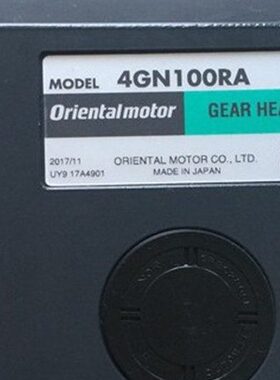 MODEL 4GN100RA
Orientalmotor GEAR HEA
2017/11 ORIENTAL MOTOR CO., LTD.
UY9 17A4901 MADE IN JAPAN